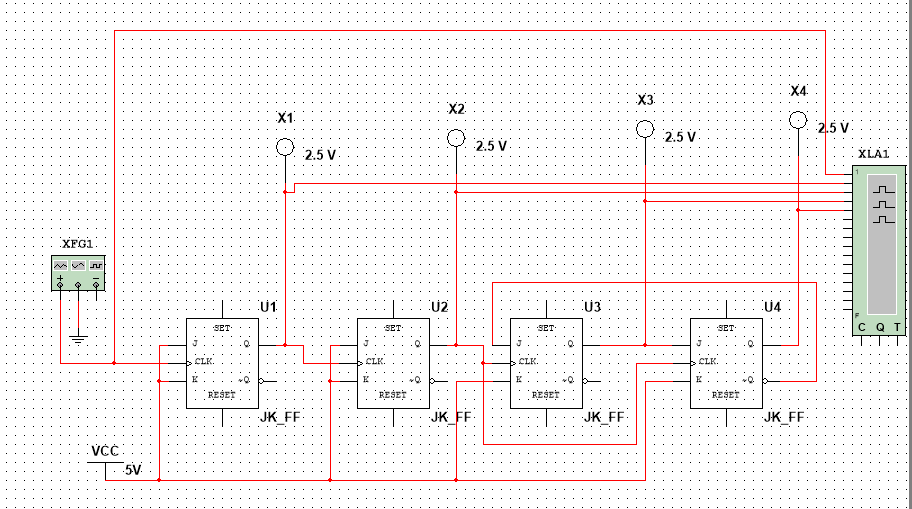 X4
X3
X2
X1
2.5 V
2.5 V
2.5 V
2.5 V
XLA1
1
F
C Q T
XFG1
+ −
U1
SET
J Q
CLK
K ~Q
RESET
JK_FF
U2
SET
J Q
CLK
K ~Q
RESET
JK_FF
U3
SET
J Q
CLK
K ~Q
RESET
JK_FF
U4
SET
J Q
CLK
K ~Q
RESET
JK_FF
VCC
5V